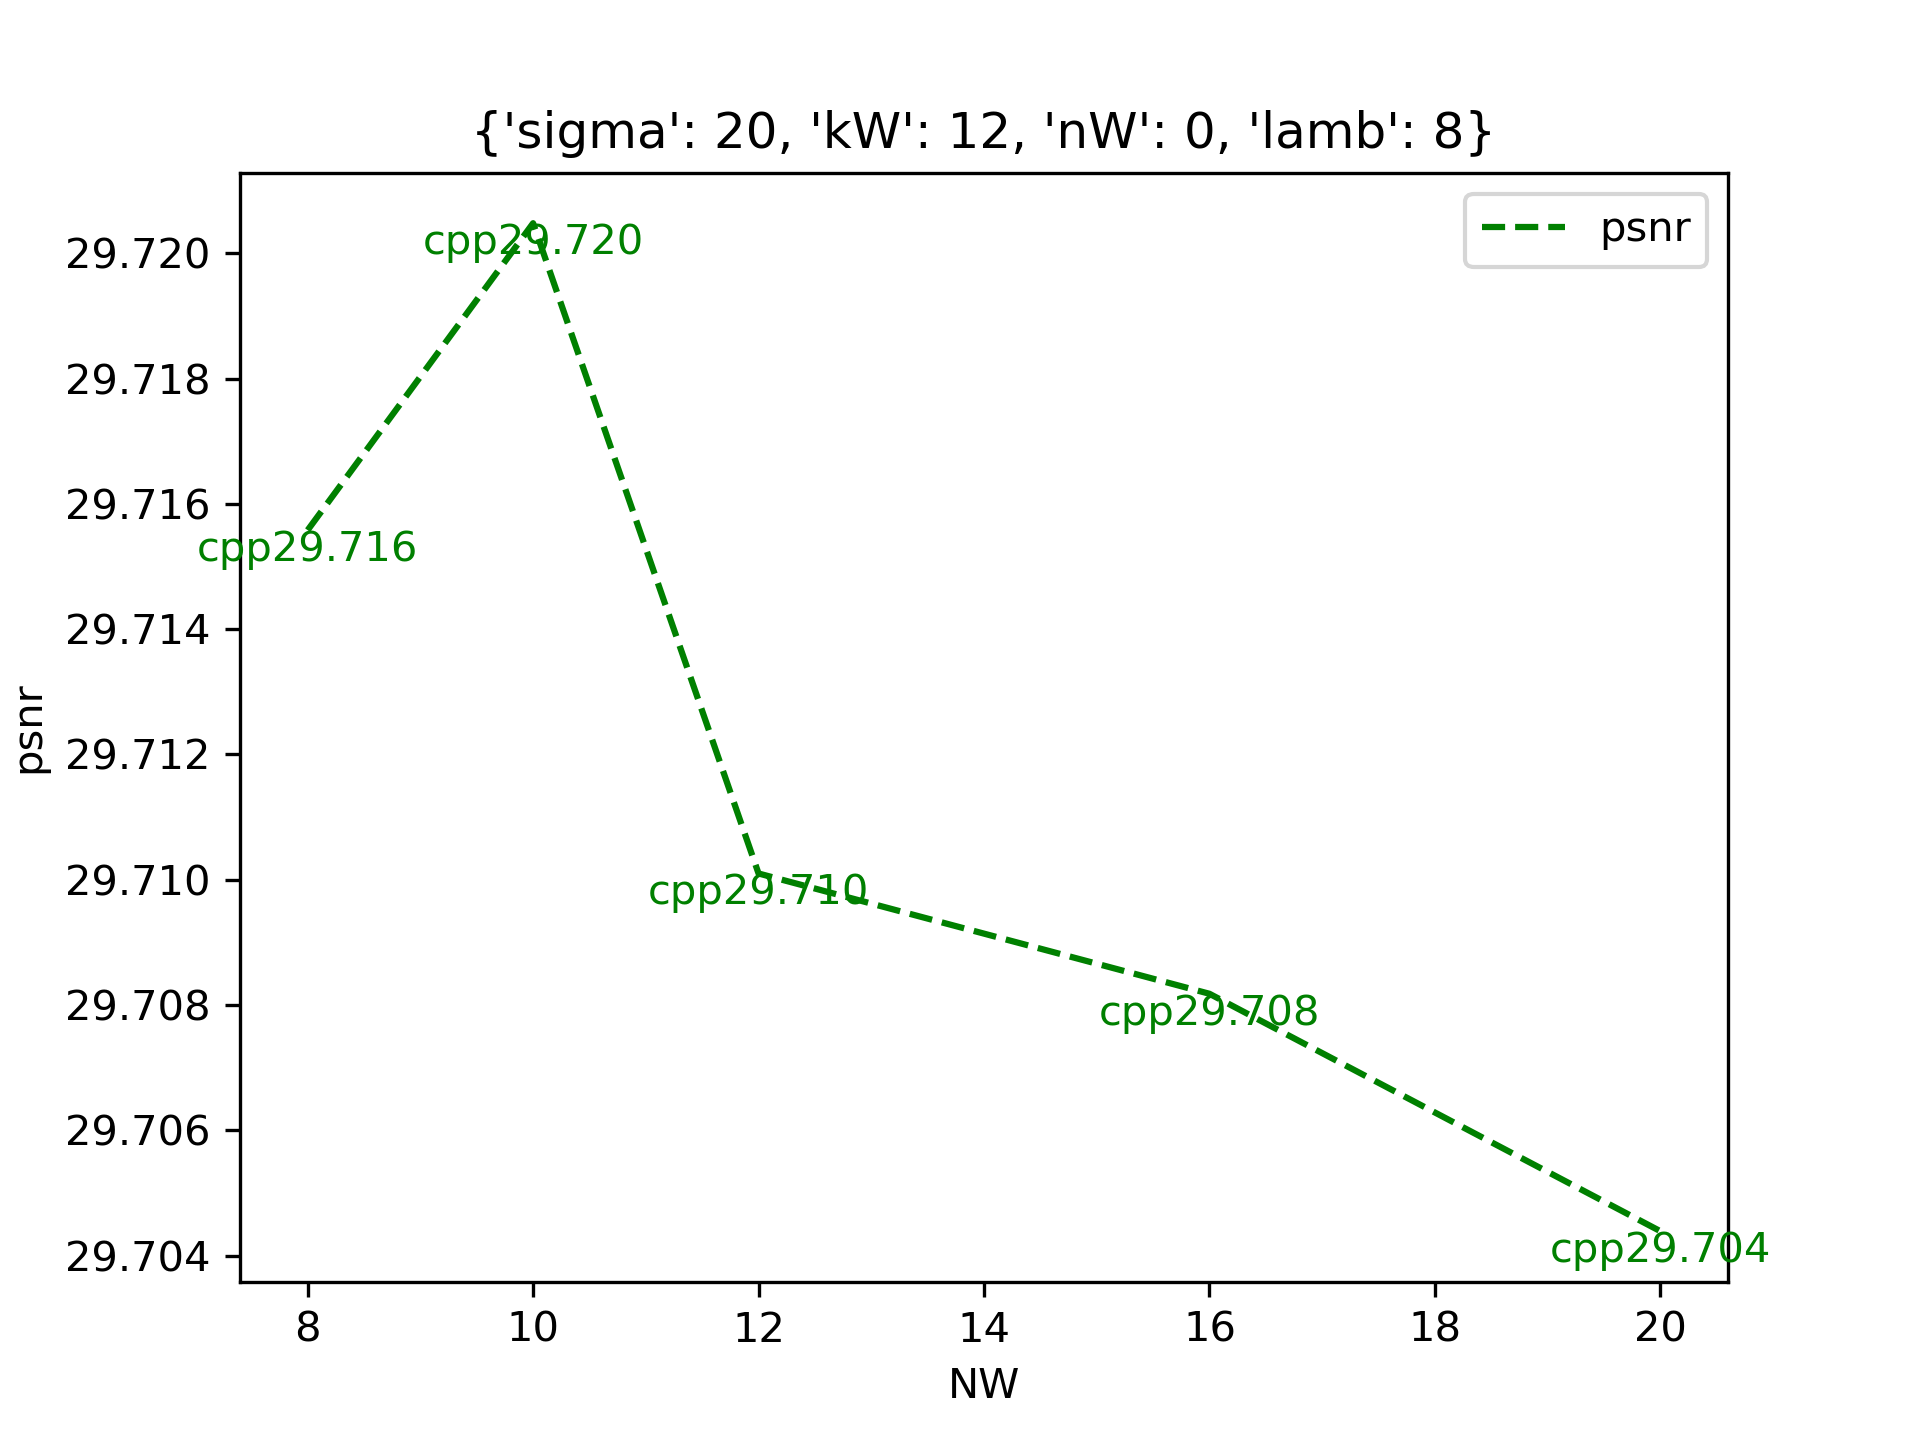 {'sigma': 20, 'kW': 12, 'nW': 0, 'lamb': 8}
psnr
29.720
29.718
29.716
29.714
29.712
29.710
29.708
29.706
29.704
psnr
cpp29.720
cpp29.716
cpp29.710
cpp29.708
cpp29.704
8 10 12 14 16 18 20
NW